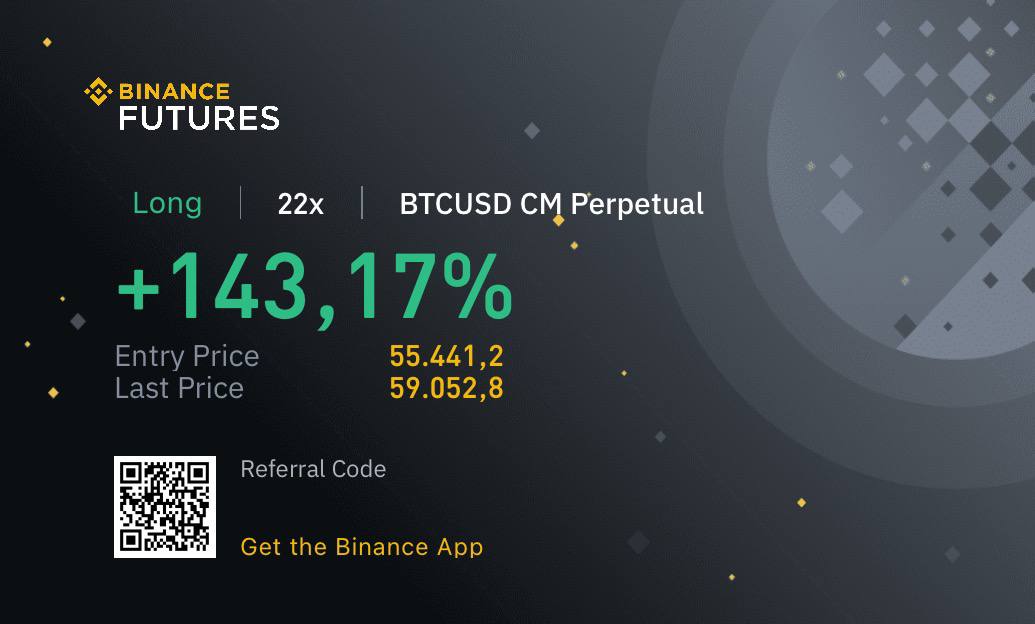 BINANCE
FUTURES
Long | 22x | BTCUSD CM Perpetual
+143,17%
Entry Price 55.441,2
Last Price 59.052,8
Referral Code
Get the Binance App